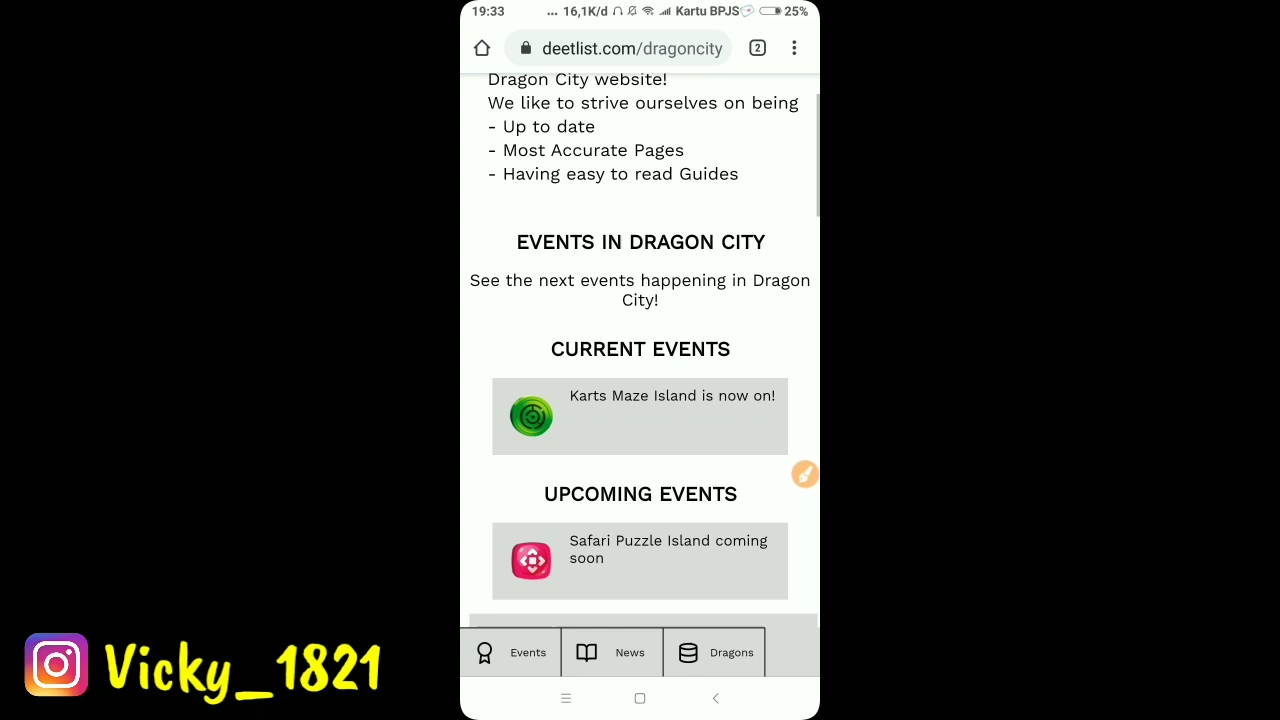 19:33 ... 16,1K/d Kartu BPJS 25%
deetlist.com/dragoncity 2
Dragon City website!
We like to strive ourselves on being
- Up to date
- Most Accurate Pages
- Having easy to read Guides
EVENTS IN DRAGON CITY
See the next events happening in Dragon
City!
CURRENT EVENTS
Karts Maze Island is now on!
UPCOMING EVENTS
Safari Puzzle Island coming
soon
Events News Dragons
Vicky_1821